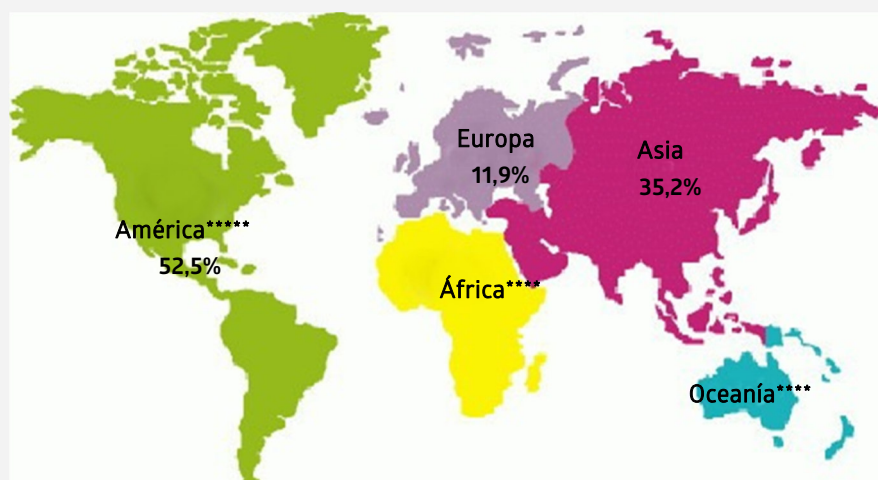 Europa
11,9%
Asia
35,2%
América*****
52,5%
África****
Oceanía****